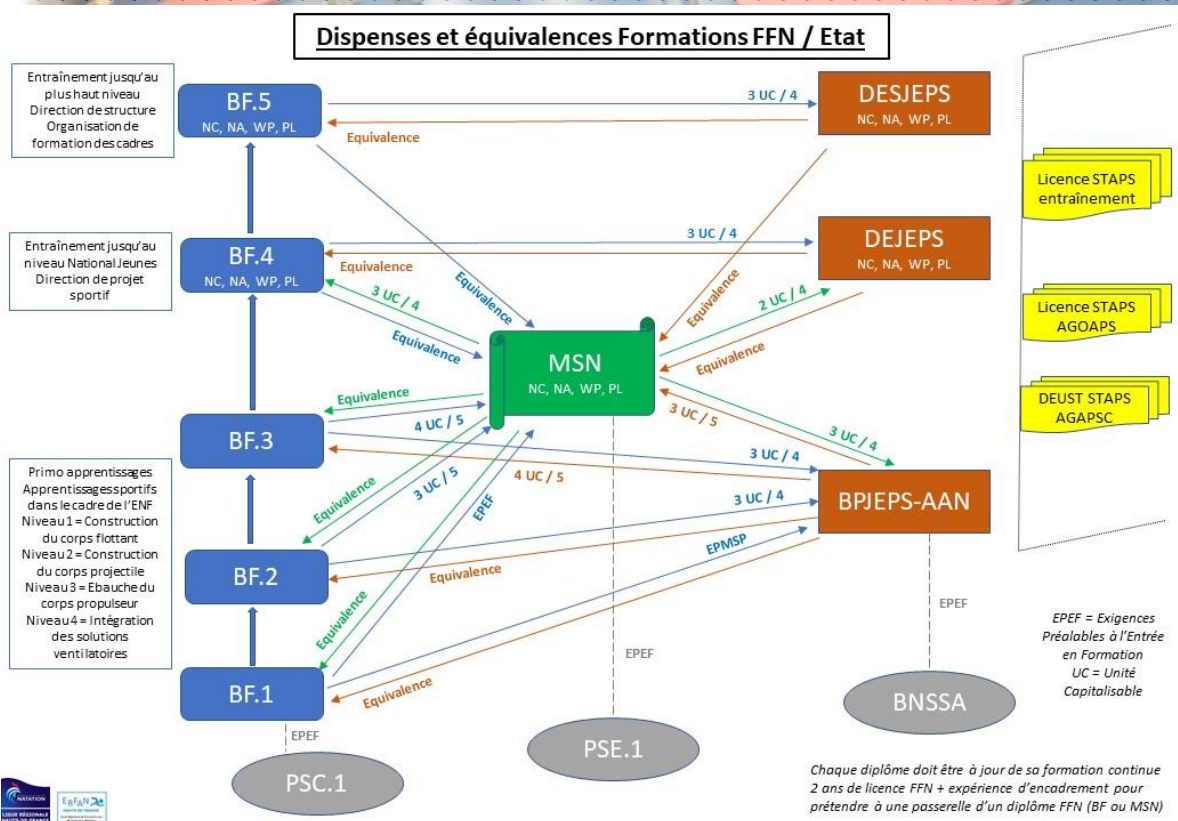 Dispenses et équivalences Formations FFN / Etat
Entraînement jusqu'au
plus haut niveau
Direction de structure
Organisation de
formation des cadres
BF.5
NC, NA, WP, PL
3 UC / 4
Equivalence
DESJEPS
NC, NA, WP, PL
Licence STAPS
entraînement
Entraînement jusqu'au
niveau National Jeunes
Direction de projet
sportif
BF.4
NC, NA, WP, PL
3 UC / 4
Equivalence
DEJEPS
NC, NA, WP, PL
Equivalence
Equivalence
3 UC / 4
Equivalence
2 UC / 4
Equivalence
Licence STAPS
AGOAPS
MSN
NC, NA, WP, PL
DEUST STAPS
AGAPSC
Equivalence
4 UC / 5
3 UC / 5
3 UC / 4
BF.3
3 UC / 4
4 UC / 5
Equivalence
3 UC / 5
EPEF
3 UC / 4
BPJEPS-AAN
Primo apprentissages
Apprentissages sportifs
dans le cadre de l'ENF
Niveau 1 = Construction
du corps flottant
Niveau 2 = Construction
du corps projectile
Niveau 3 = Ebauche du
corps propulseur
Niveau 4 = Intégration
des solutions
ventilatoires
BF.2
EPMSP
Equivalence
Equivalence
EPEF
EPEF = Exigences
Préalables à l'Entrée
en Formation
UC = Unité
Capitalisable
EPEF
BF.1
Equivalence
BNSSA
EPEF
PSE.1
PSC.1
Chaque diplôme doit être à jour de sa formation continue
2 ans de licence FFN + expérience d'encadrement pour
prétendre à une passerelle d'un diplôme FFN (BF ou MSN)
NATATION
LIGUE RÉGIONALE
HAUTS-DE-FRANCE
ERFAN
HAUTS-DE-FRANCE